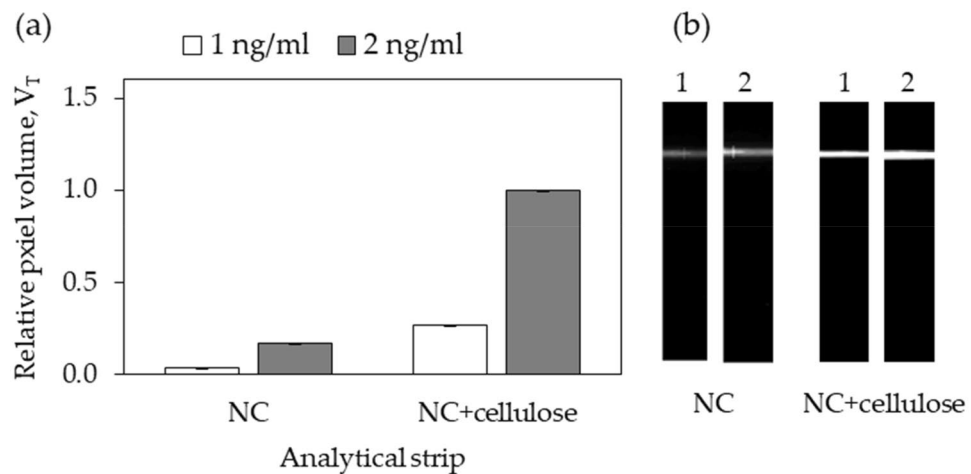 (a)
1 ng/ml 2 ng/ml
Relative pxiel volume, VT
1.5
1.0
0.5
0.0
NC NC+cellulose
Analytical strip
(b)
1 2 1 2
NC NC+cellulose